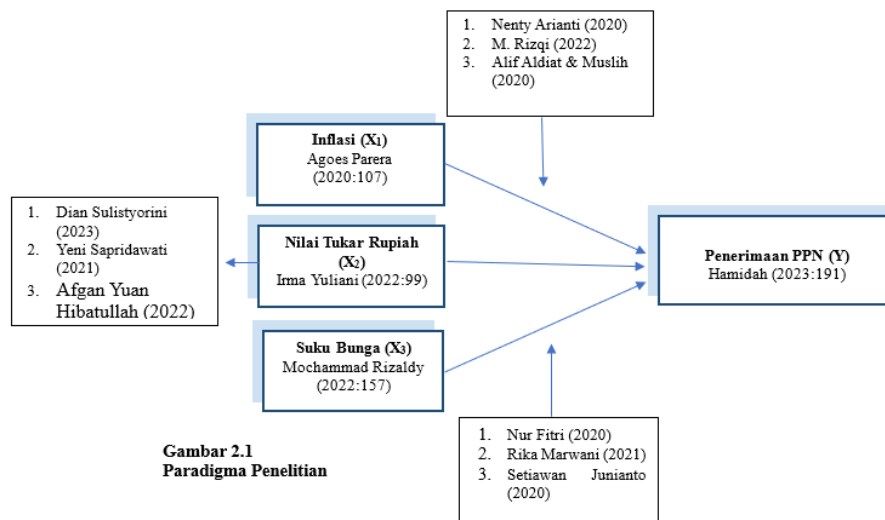 1. Nenty Arianti (2020)
2. M. Rizqi (2022)
3. Alif Aldiat & Muslih
(2020)
Inflasi (X₁)
Agoes Parera
(2020:107)
1. Dian Sulistyorini
(2023)
2. Yeni Sapridawati
(2021)
3. Afgan Yuan
Hibatullah (2022)
Nilai Tukar Rupiah
(X₂)
Irma Yuliani (2022:99)
Penerimaan PPN (Y)
Hamidah (2023:191)
Suku Bunga (X₃)
Mochammad Rizaldy
(2022:157)
1. Nur Fitri (2020)
2. Rika Marwani (2021)
3. Setiawan Junianto
(2020)
Gambar 2.1
Paradigma Penelitian